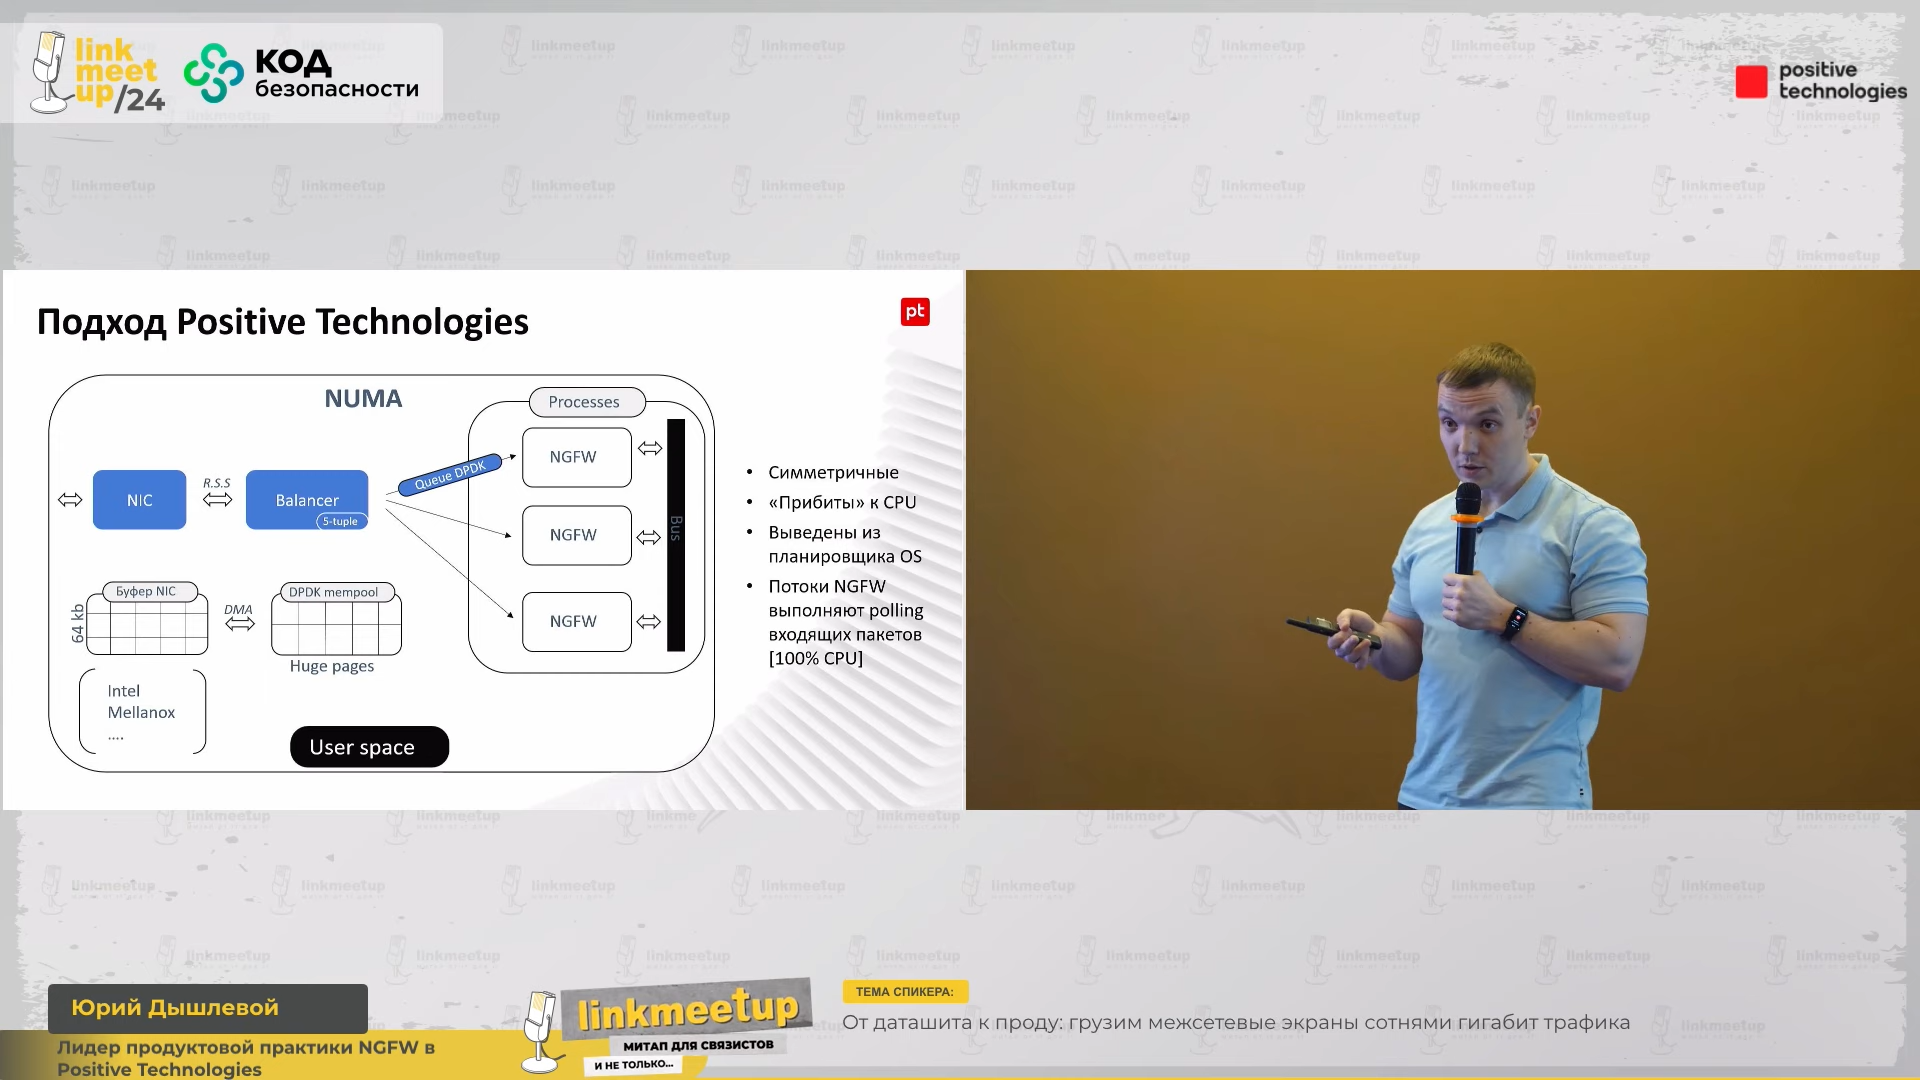 link
meet
up/24
КОД
безопасности
positive
technologies
Подход Positive Technologies
pt
NUMA
Processes
NGFW
Queue DPDK
R.S.S
NIC
Balancer
5-tuple
NGFW
Bus
Буфер NIC
DPDK mempool
64 kb
DMA
NGFW
Huge pages
Intel
Mellanox
....
User space
• Симметричные
• «Прибиты» к CPU
• Выведены из
планировщика OS
• Потоки NGFW
выполняют polling
входящих пакетов
[100% CPU]
Юрий Дышлевой
Лидер продуктовой практики NGFW в
Positive Technologies
linkmeetup
МИТАП ДЛЯ СВЯЗИСТОВ
И НЕ ТОЛЬКО...
ТЕМА СПИКЕРА:
От даташита к проду: грузим межсетевые экраны сотнями гигабит трафика